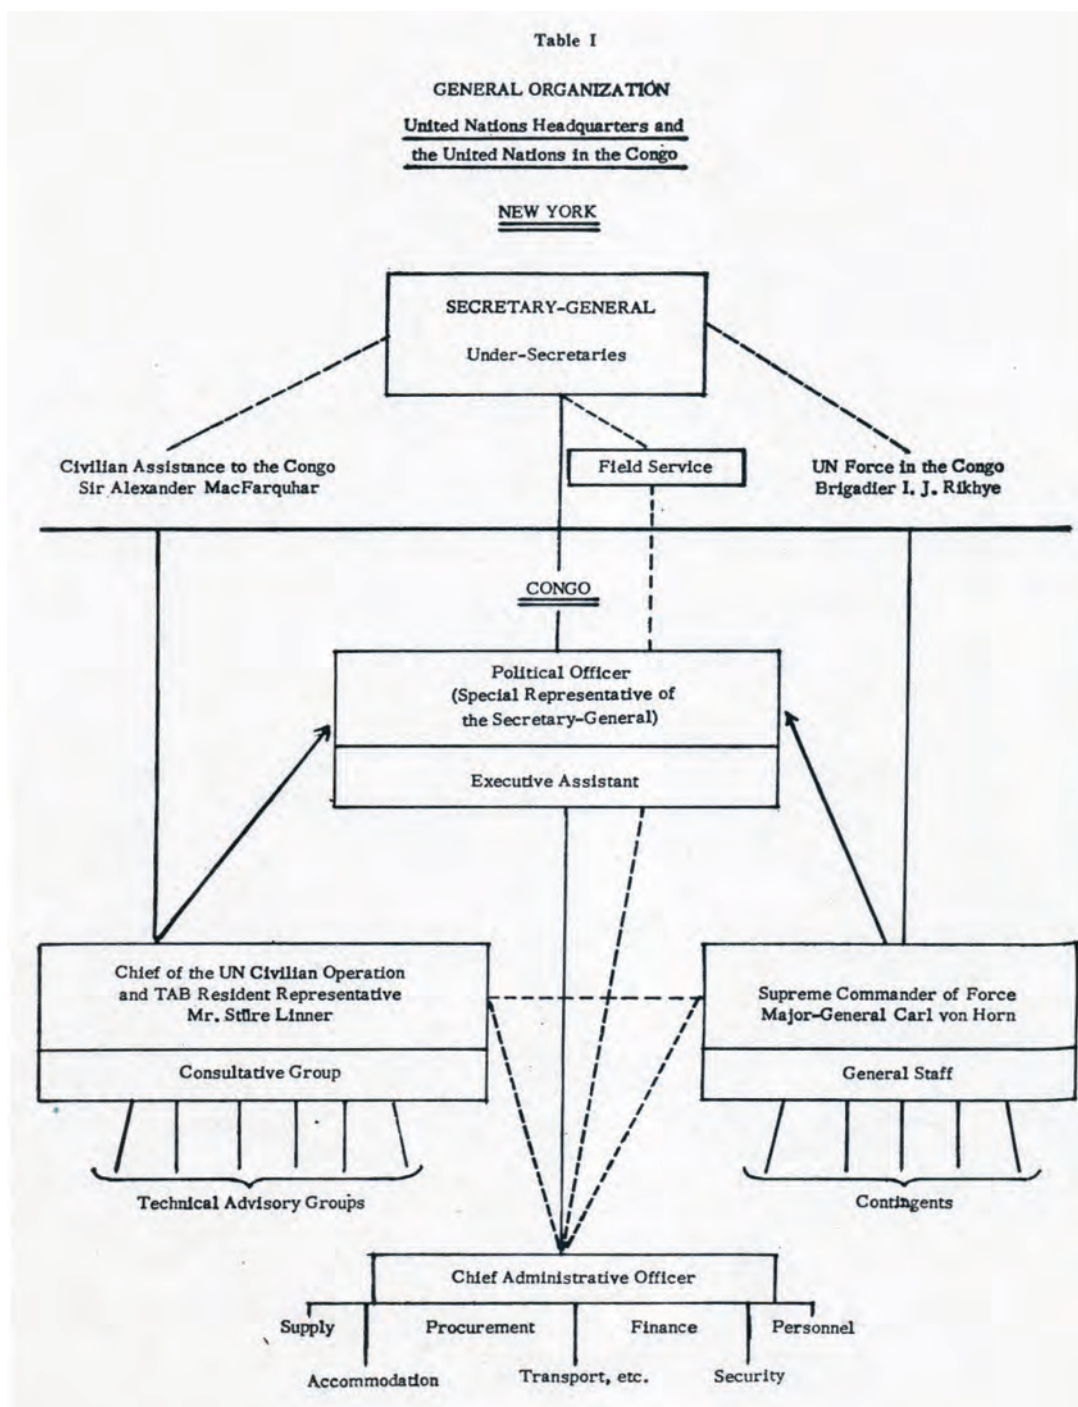 Table I
GENERAL ORGANIZATION
United Nations Headquarters and
the United Nations in the Congo
NEW YORK
SECRETARY-GENERAL
Under-Secretaries
Civilian Assistance to the Congo
Sir Alexander MacFarquhar
Field Service
UN Force in the Congo
Brigadier I. J. Rikhye
CONGO
Political Officer
(Special Representative of
the Secretary-General)
Executive Assistant
Chief of the UN Civilian Operation
and TAB Resident Representative
Mr. Stüre Linner
Consultative Group
Technical Advisory Groups
Supreme Commander of Force
Major-General Carl von Horn
General Staff
Contingents
Chief Administrative Officer
Supply
Procurement
Finance
Personnel
Accommodation
Transport, etc.
Security